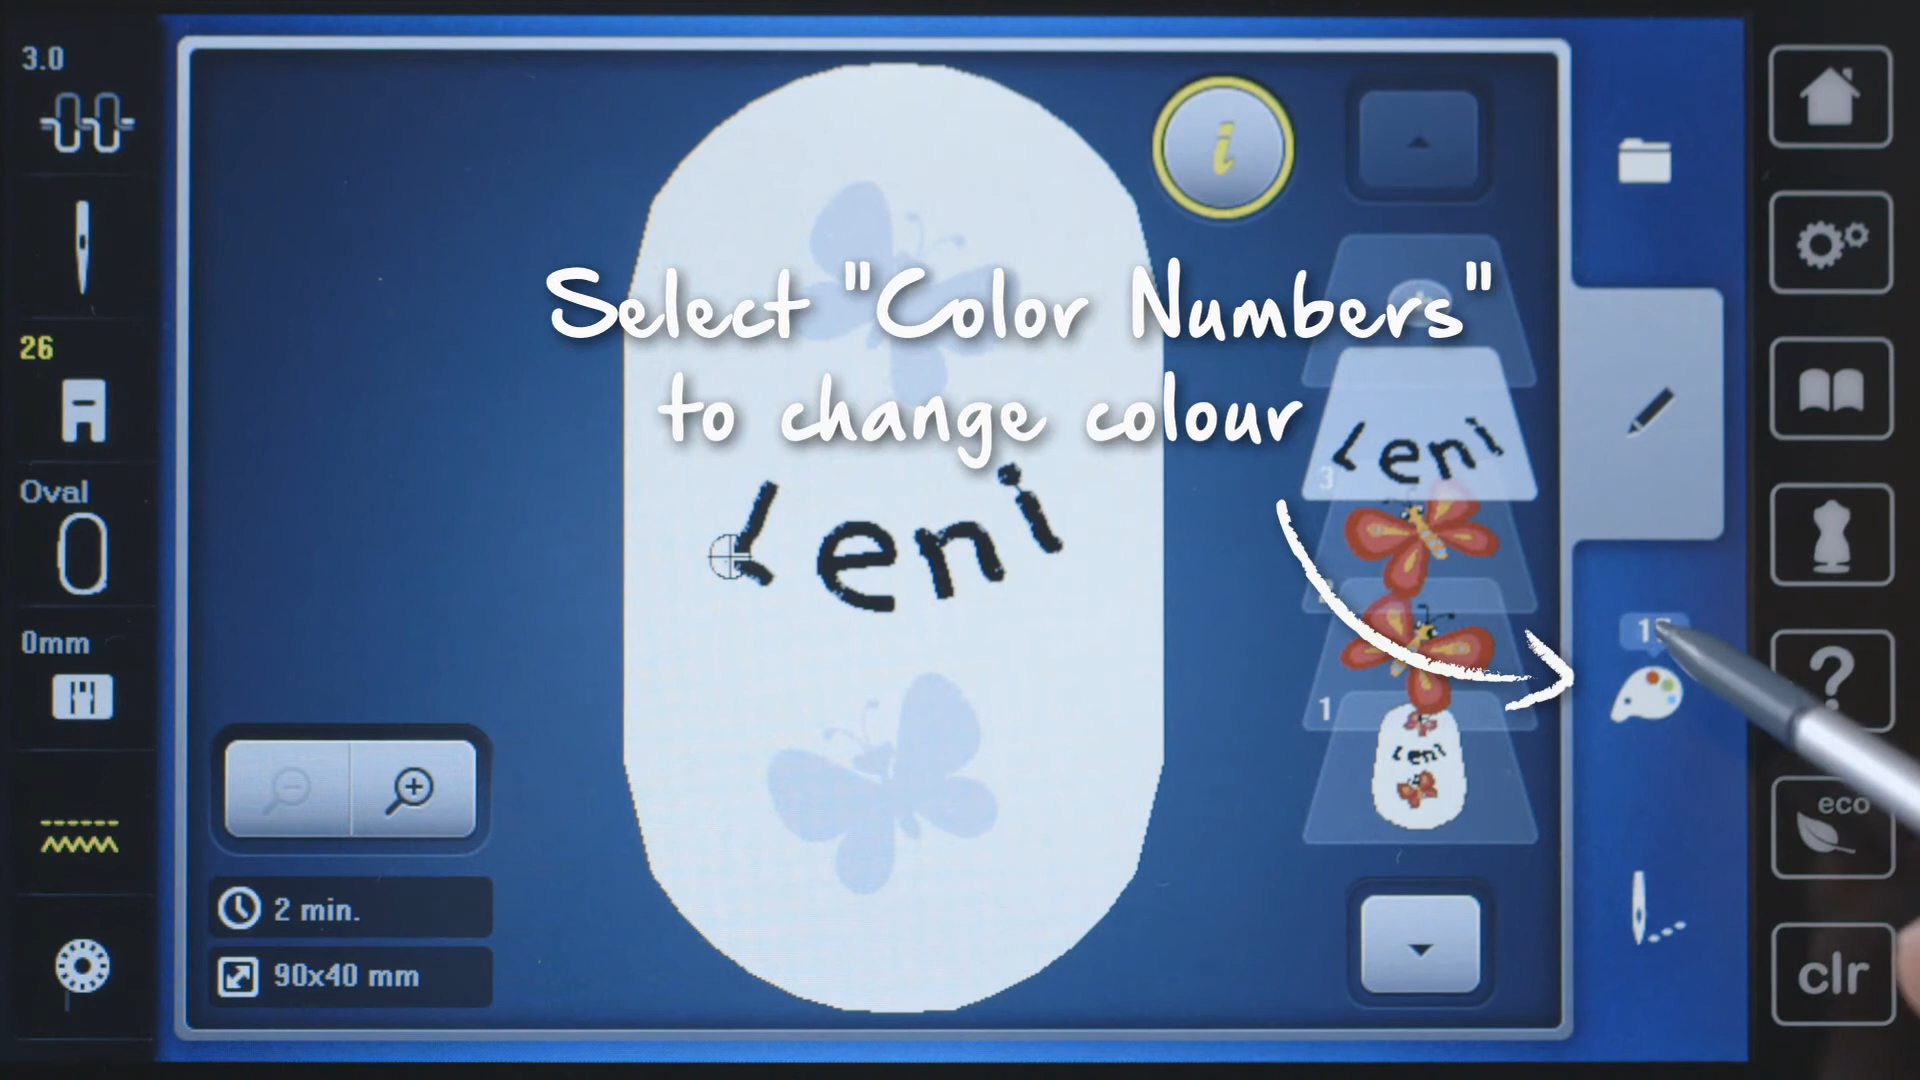 3.0
26
Oval
0mm
Select "Color Numbers"
to change colour
i
Leni
3
Leni
1
Leni
2 min.
90x40 mm
?
eco
clr